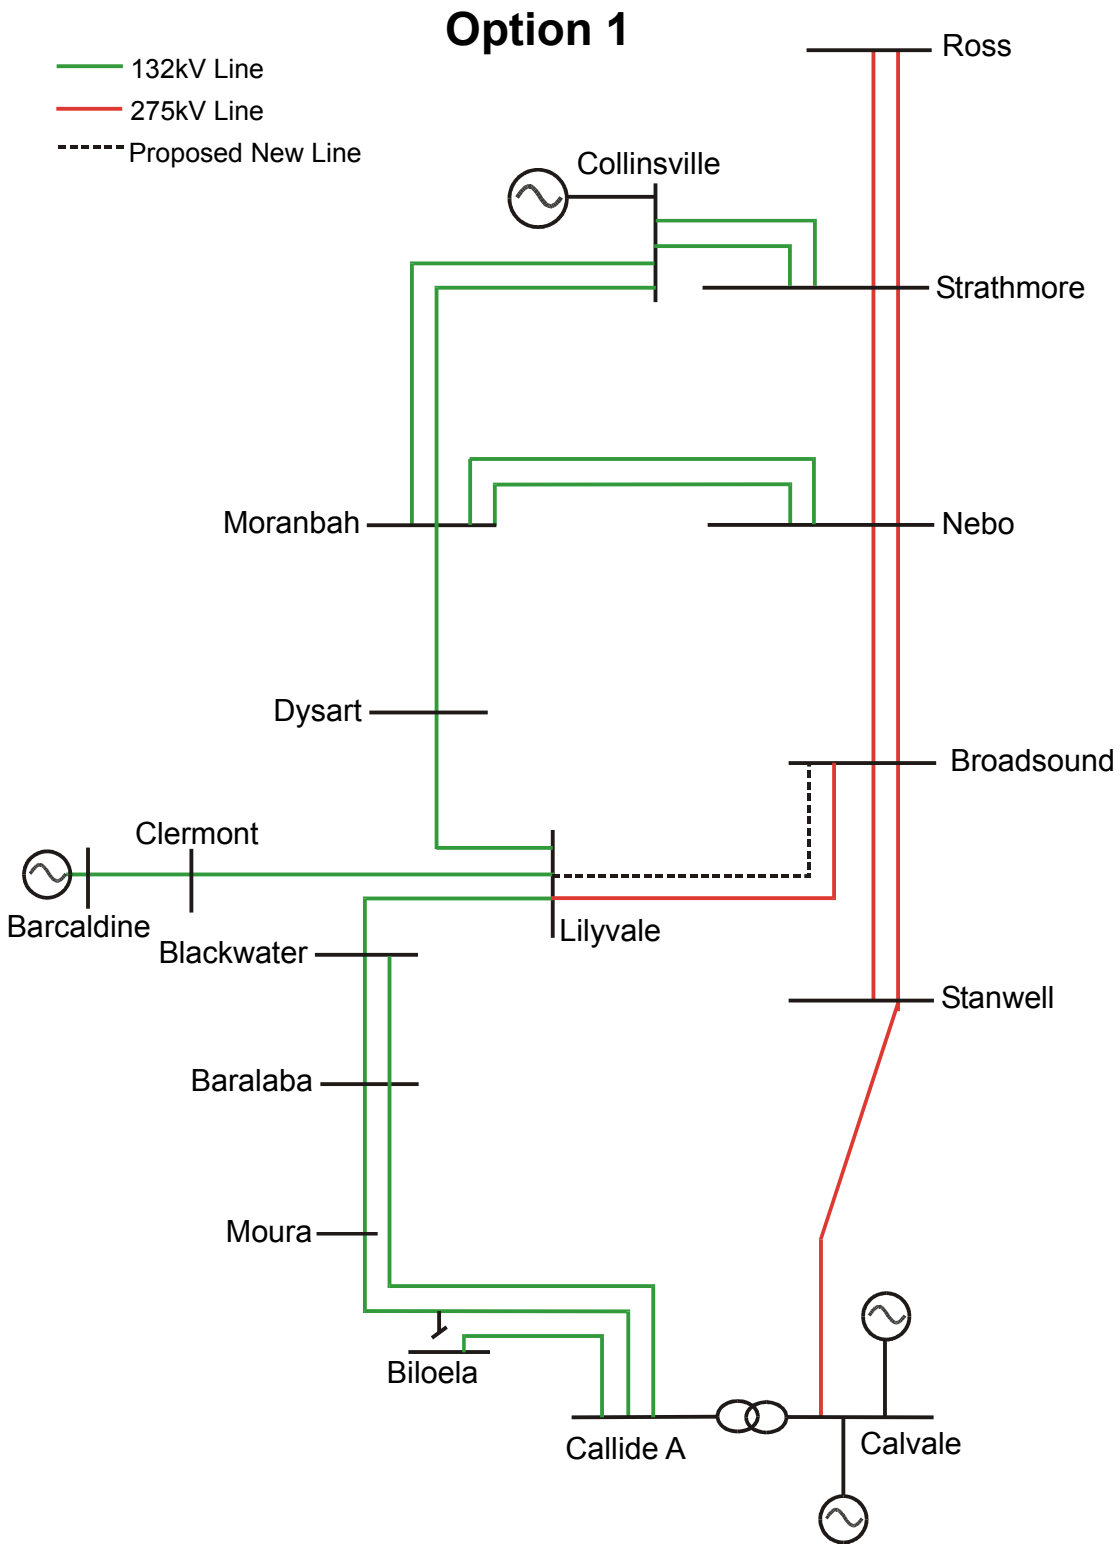 Option 1
132kV Line
275kV Line
Proposed New Line
Ross
Collinsville
Strathmore
Moranbah
Nebo
Dysart
Broadsound
Clermont
Barcaldine
Lilyvale
Blackwater
Stanwell
Baralaba
Moura
Biloela
Callide A
Calvale